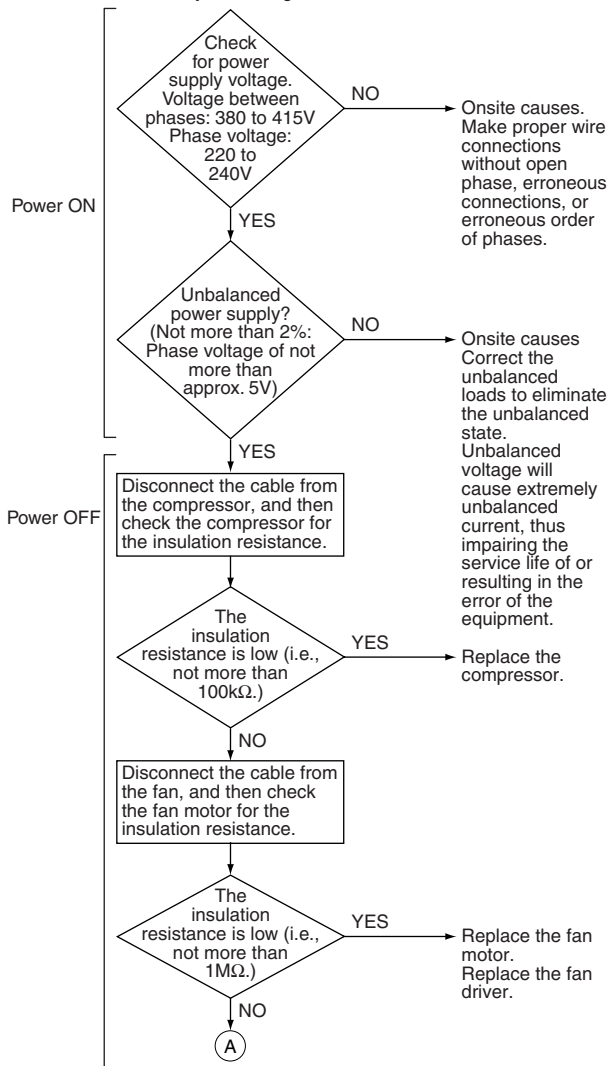 Check
for power
supply voltage.
Voltage between
phases: 380 to 415V
Phase voltage:
220 to
240V
NO
Onsite causes.
Make proper wire
connections
without open
phase, erroneous
connections, or
erroneous order
of phases.
Power ON
YES
Unbalanced
power supply?
(Not more than 2%:
Phase voltage of not
more than
approx. 5V)
NO
Onsite causes
Correct the
unbalanced
loads to eliminate
the unbalanced
state.
Unbalanced
voltage will
cause extremely
unbalanced
current, thus
impairing the
service life of or
resulting in the
error of the
equipment.
YES
Power OFF
Disconnect the cable from
the compressor, and then
check the compressor for
the insulation resistance.
The
insulation
resistance is low (i.e.,
not more than
100kΩ.)
YES
Replace the
compressor.
NO
Disconnect the cable from
the fan, and then check
the fan motor for the
insulation resistance.
The
insulation
resistance is low (i.e.,
not more than
1MΩ.)
YES
Replace the fan
motor.
Replace the fan
driver.
NO
A